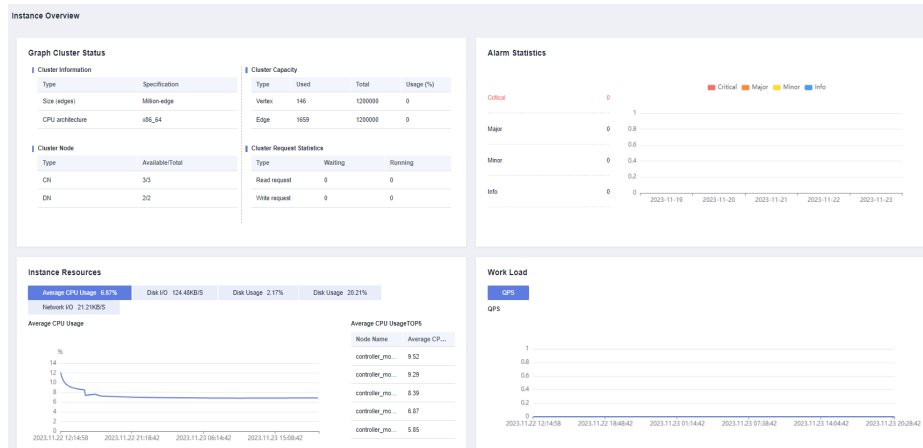 Instance Overview
Graph Cluster Status
Cluster Information
Type Specification
Size (edges) Million-edge
CPU architecture x86_64
Cluster Capacity
Type Used Total Usage (%)
Vertex 146 1200000 0
Edge 1659 1200000 0
Cluster Node
Type Available/Total
CN 3/3
DN 2/2
Cluster Request Statistics
Type Waiting Running
Read request 0 0
Write request 0 0
Alarm Statistics
Critical 0
Major 0
Minor 0
Info 0
Critical Major Minor Info
1
0.8
0.6
0.4
0.2
0
2023-11-19 2023-11-20 2023-11-21 2023-11-22 2023-11-23
Instance Resources
Average CPU Usage 6.87% Disk I/O 124.48KB/S Disk Usage 2.17% Disk Usage 20.21%
Network I/O 21.21KB/S
Average CPU Usage
%
14
12
10
8
6
4
2
0
2023.11.22 12:14:58 2023.11.22 21:18:42 2023.11.23 06:14:42 2023.11.23 15:08:42
Average CPU UsageTOP5
Node Name Average CP...
controller_mo... 9.52
controller_mo... 9.29
controller_mo... 8.39
controller_mo... 6.87
controller_mo... 5.85
Work Load
QPS
QPS
1
0.8
0.6
0.4
0.2
0
2023.11.22 12:14:58 2023.11.22 18:48:42 2023.11.23 01:14:42 2023.11.23 07:38:42 2023.11.23 14:04:42 2023.11.23 20:28:42